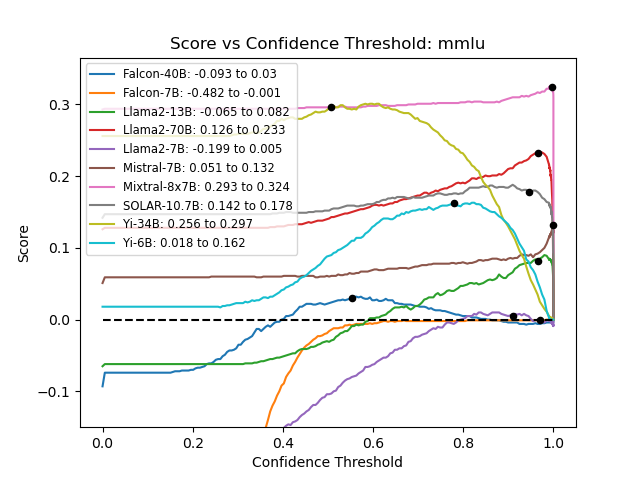 Score vs Confidence Threshold: mmlu
Falcon-40B: -0.093 to 0.03
Falcon-7B: -0.482 to -0.001
Llama2-13B: -0.065 to 0.082
Llama2-70B: 0.126 to 0.233
Llama2-7B: -0.199 to 0.005
Mistral-7B: 0.051 to 0.132
Mixtral-8x7B: 0.293 to 0.324
SOLAR-10.7B: 0.142 to 0.178
Yi-34B: 0.256 to 0.297
Yi-6B: 0.018 to 0.162
Score
0.3
0.2
0.1
0.0
−0.1
0.0 0.2 0.4 0.6 0.8 1.0
Confidence Threshold